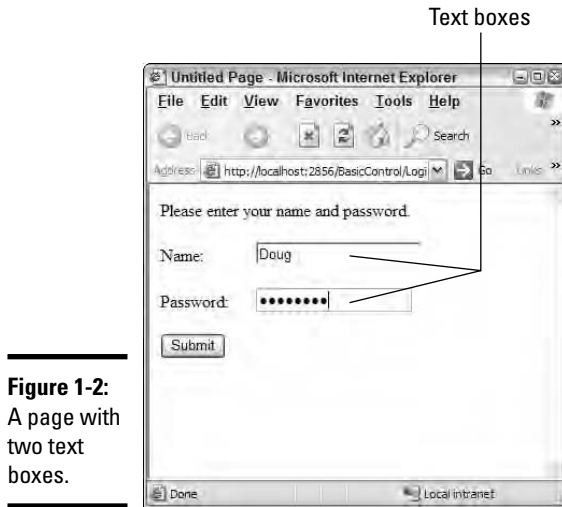 Text boxes
Untitled Page - Microsoft Internet Explorer
File Edit View Favorites Tools Help
Back Search
Address http://localhost:2856/BasicControl/Logi Go Links »
Please enter your name and password.
Name: Doug
Password: ••••••••
Submit
Figure 1-2:
A page with
two text
boxes.
Done Local intranet